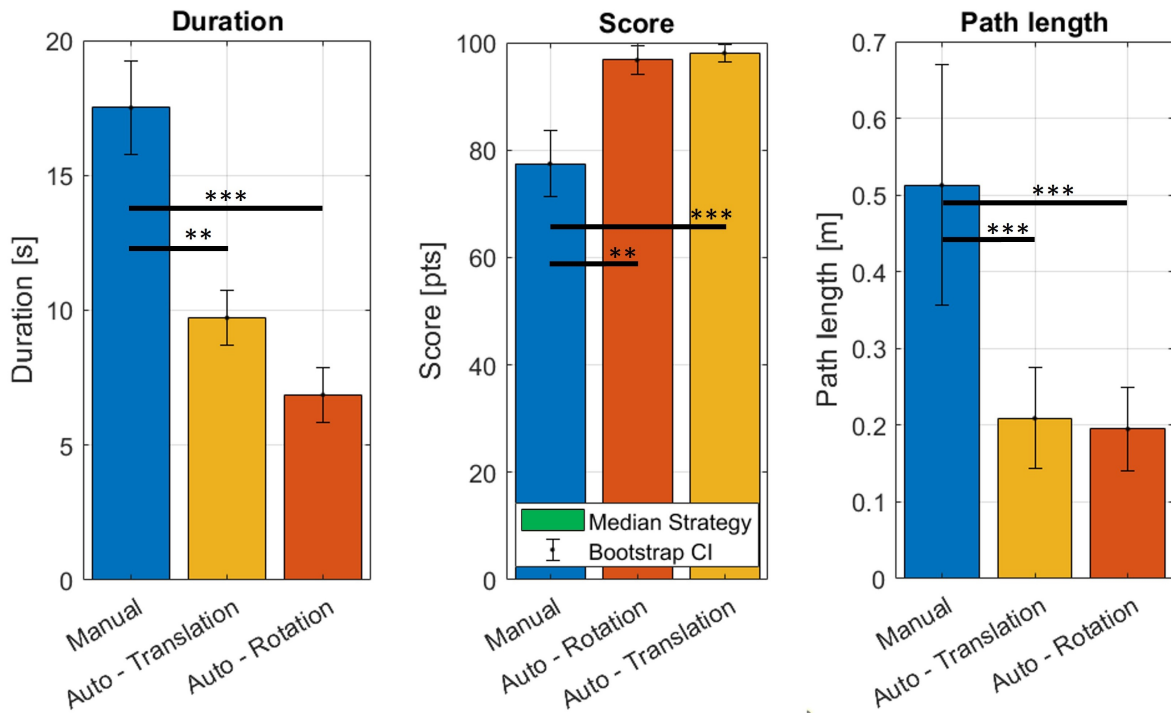 Duration
20
15
10
5
0
Duration [s]
***
**
Manual
Auto - Translation
Auto - Rotation
Score
100
80
60
40
20
0
Score [pts]
***
**
Median Strategy
Bootstrap CI
Manual
Auto - Rotation
Auto - Translation
Path length
0.7
0.6
0.5
0.4
0.3
0.2
0.1
0
Path length [m]
***
***
Manual
Auto - Translation
Auto - Rotation